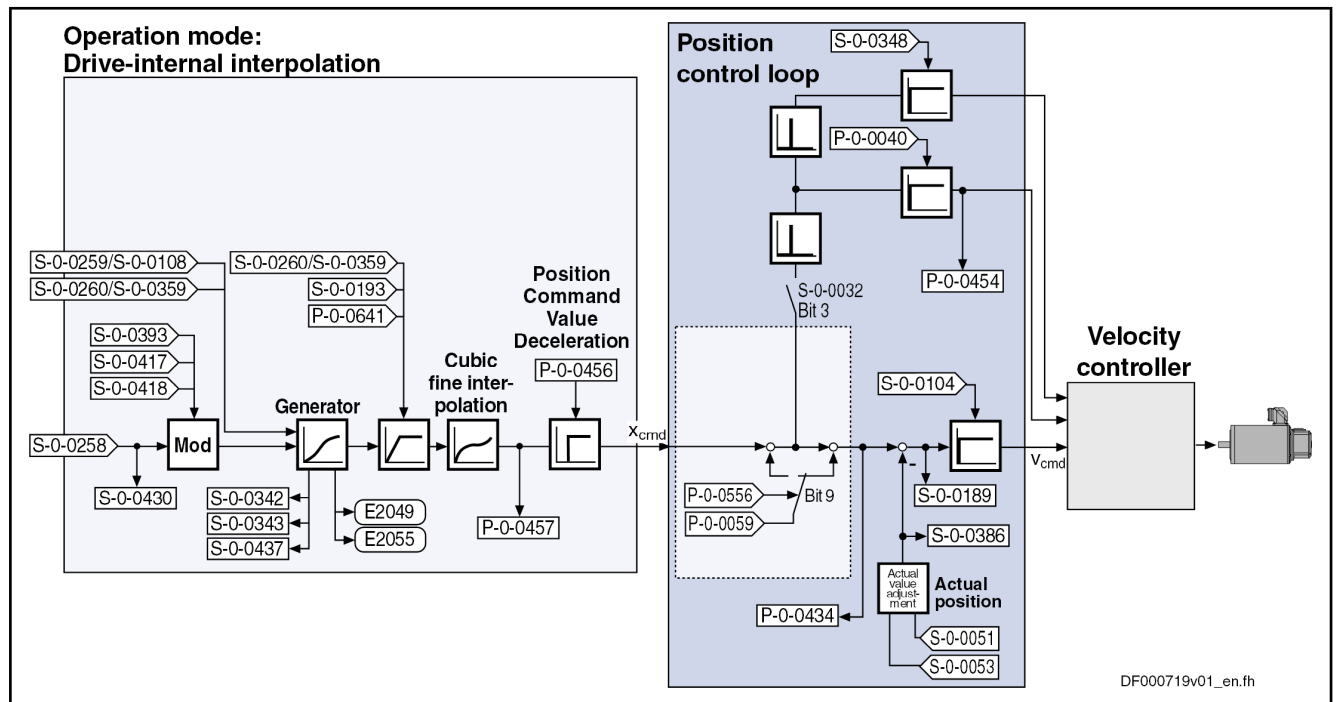 Operation mode:
Drive-internal interpolation
Position
control loop
S-0-0348
P-0-0040
P-0-0454
S-0-0032
Bit 3
S-0-0259/S-0-0108
S-0-0260/S-0-0359
S-0-0260/S-0-0359
S-0-0193
P-0-0641
S-0-0393
S-0-0417
S-0-0418
Position
Command
Value
Deceleration
P-0-0456
Cubic
fine inter-
polation
Generator
Mod
S-0-0258
S-0-0430
S-0-0342
S-0-0343
S-0-0437
E2049
E2055
P-0-0457
xcmd
P-0-0556
P-0-0059
Bit 9
P-0-0434
S-0-0104
-
S-0-0189
S-0-0386
Actual
value
adjust-
ment
Actual
position
S-0-0051
S-0-0053
vcmd
Velocity
controller
DF000719v01_en.fh